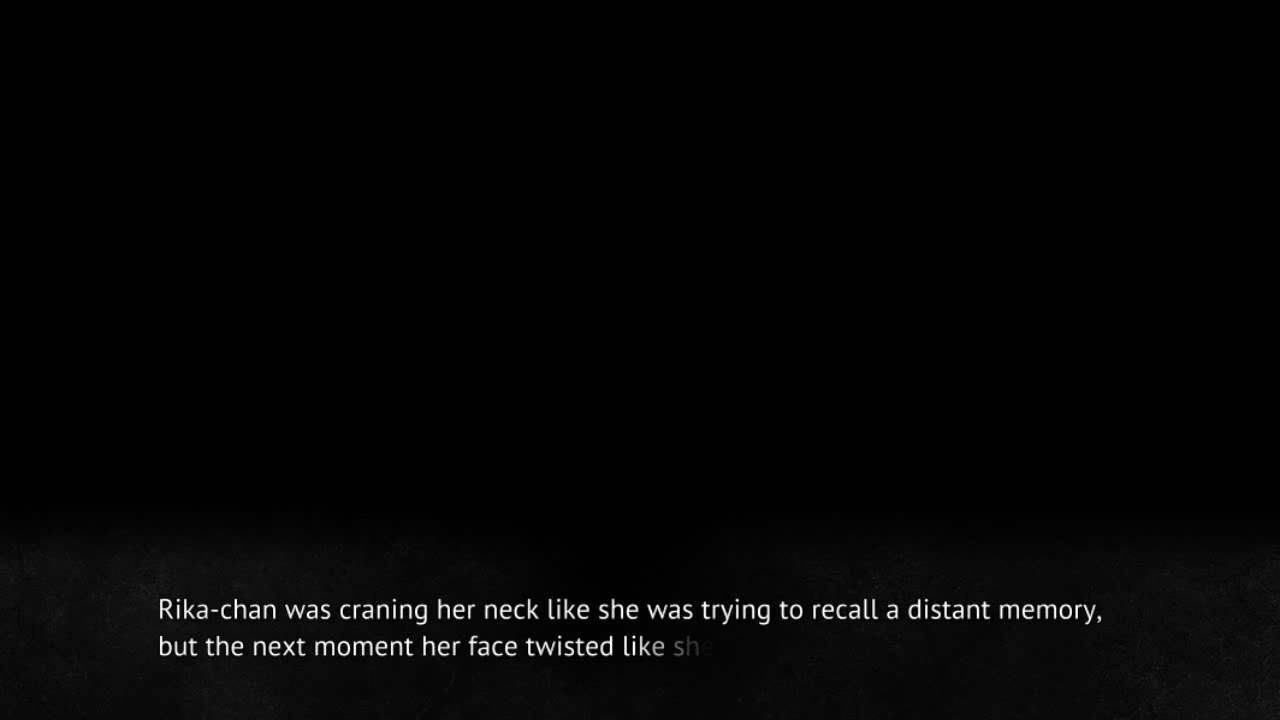 Rika-chan was craning her neck like she was trying to recall a distant memory,
but the next moment her face twisted like she